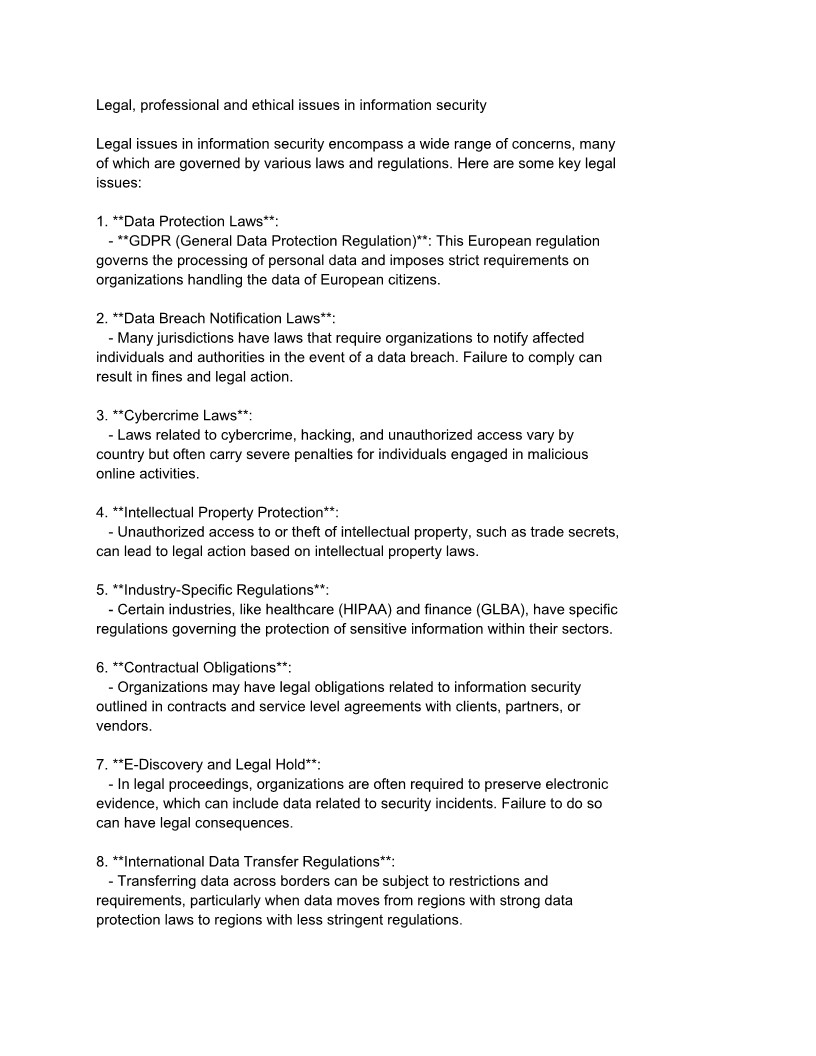 Legal, professional and ethical issues in information security
Legal issues in information security encompass a wide range of concerns, many
of which are governed by various laws and regulations. Here are some key legal
issues:
1. **Data Protection Laws**:
- **GDPR (General Data Protection Regulation)**: This European regulation
governs the processing of personal data and imposes strict requirements on
organizations handling the data of European citizens.
2. **Data Breach Notification Laws**:
- Many jurisdictions have laws that require organizations to notify affected
individuals and authorities in the event of a data breach. Failure to comply can
result in fines and legal action.
3. **Cybercrime Laws**:
- Laws related to cybercrime, hacking, and unauthorized access vary by
country but often carry severe penalties for individuals engaged in malicious
online activities.
4. **Intellectual Property Protection**:
- Unauthorized access to or theft of intellectual property, such as trade secrets,
can lead to legal action based on intellectual property laws.
5. **Industry-Specific Regulations**:
- Certain industries, like healthcare (HIPAA) and finance (GLBA), have specific
regulations governing the protection of sensitive information within their sectors.
6. **Contractual Obligations**:
- Organizations may have legal obligations related to information security
outlined in contracts and service level agreements with clients, partners, or
vendors.
7. **E-Discovery and Legal Hold**:
- In legal proceedings, organizations are often required to preserve electronic
evidence, which can include data related to security incidents. Failure to do so
can have legal consequences.
8. **International Data Transfer Regulations**:
- Transferring data across borders can be subject to restrictions and
requirements, particularly when data moves from regions with strong data
protection laws to regions with less stringent regulations.